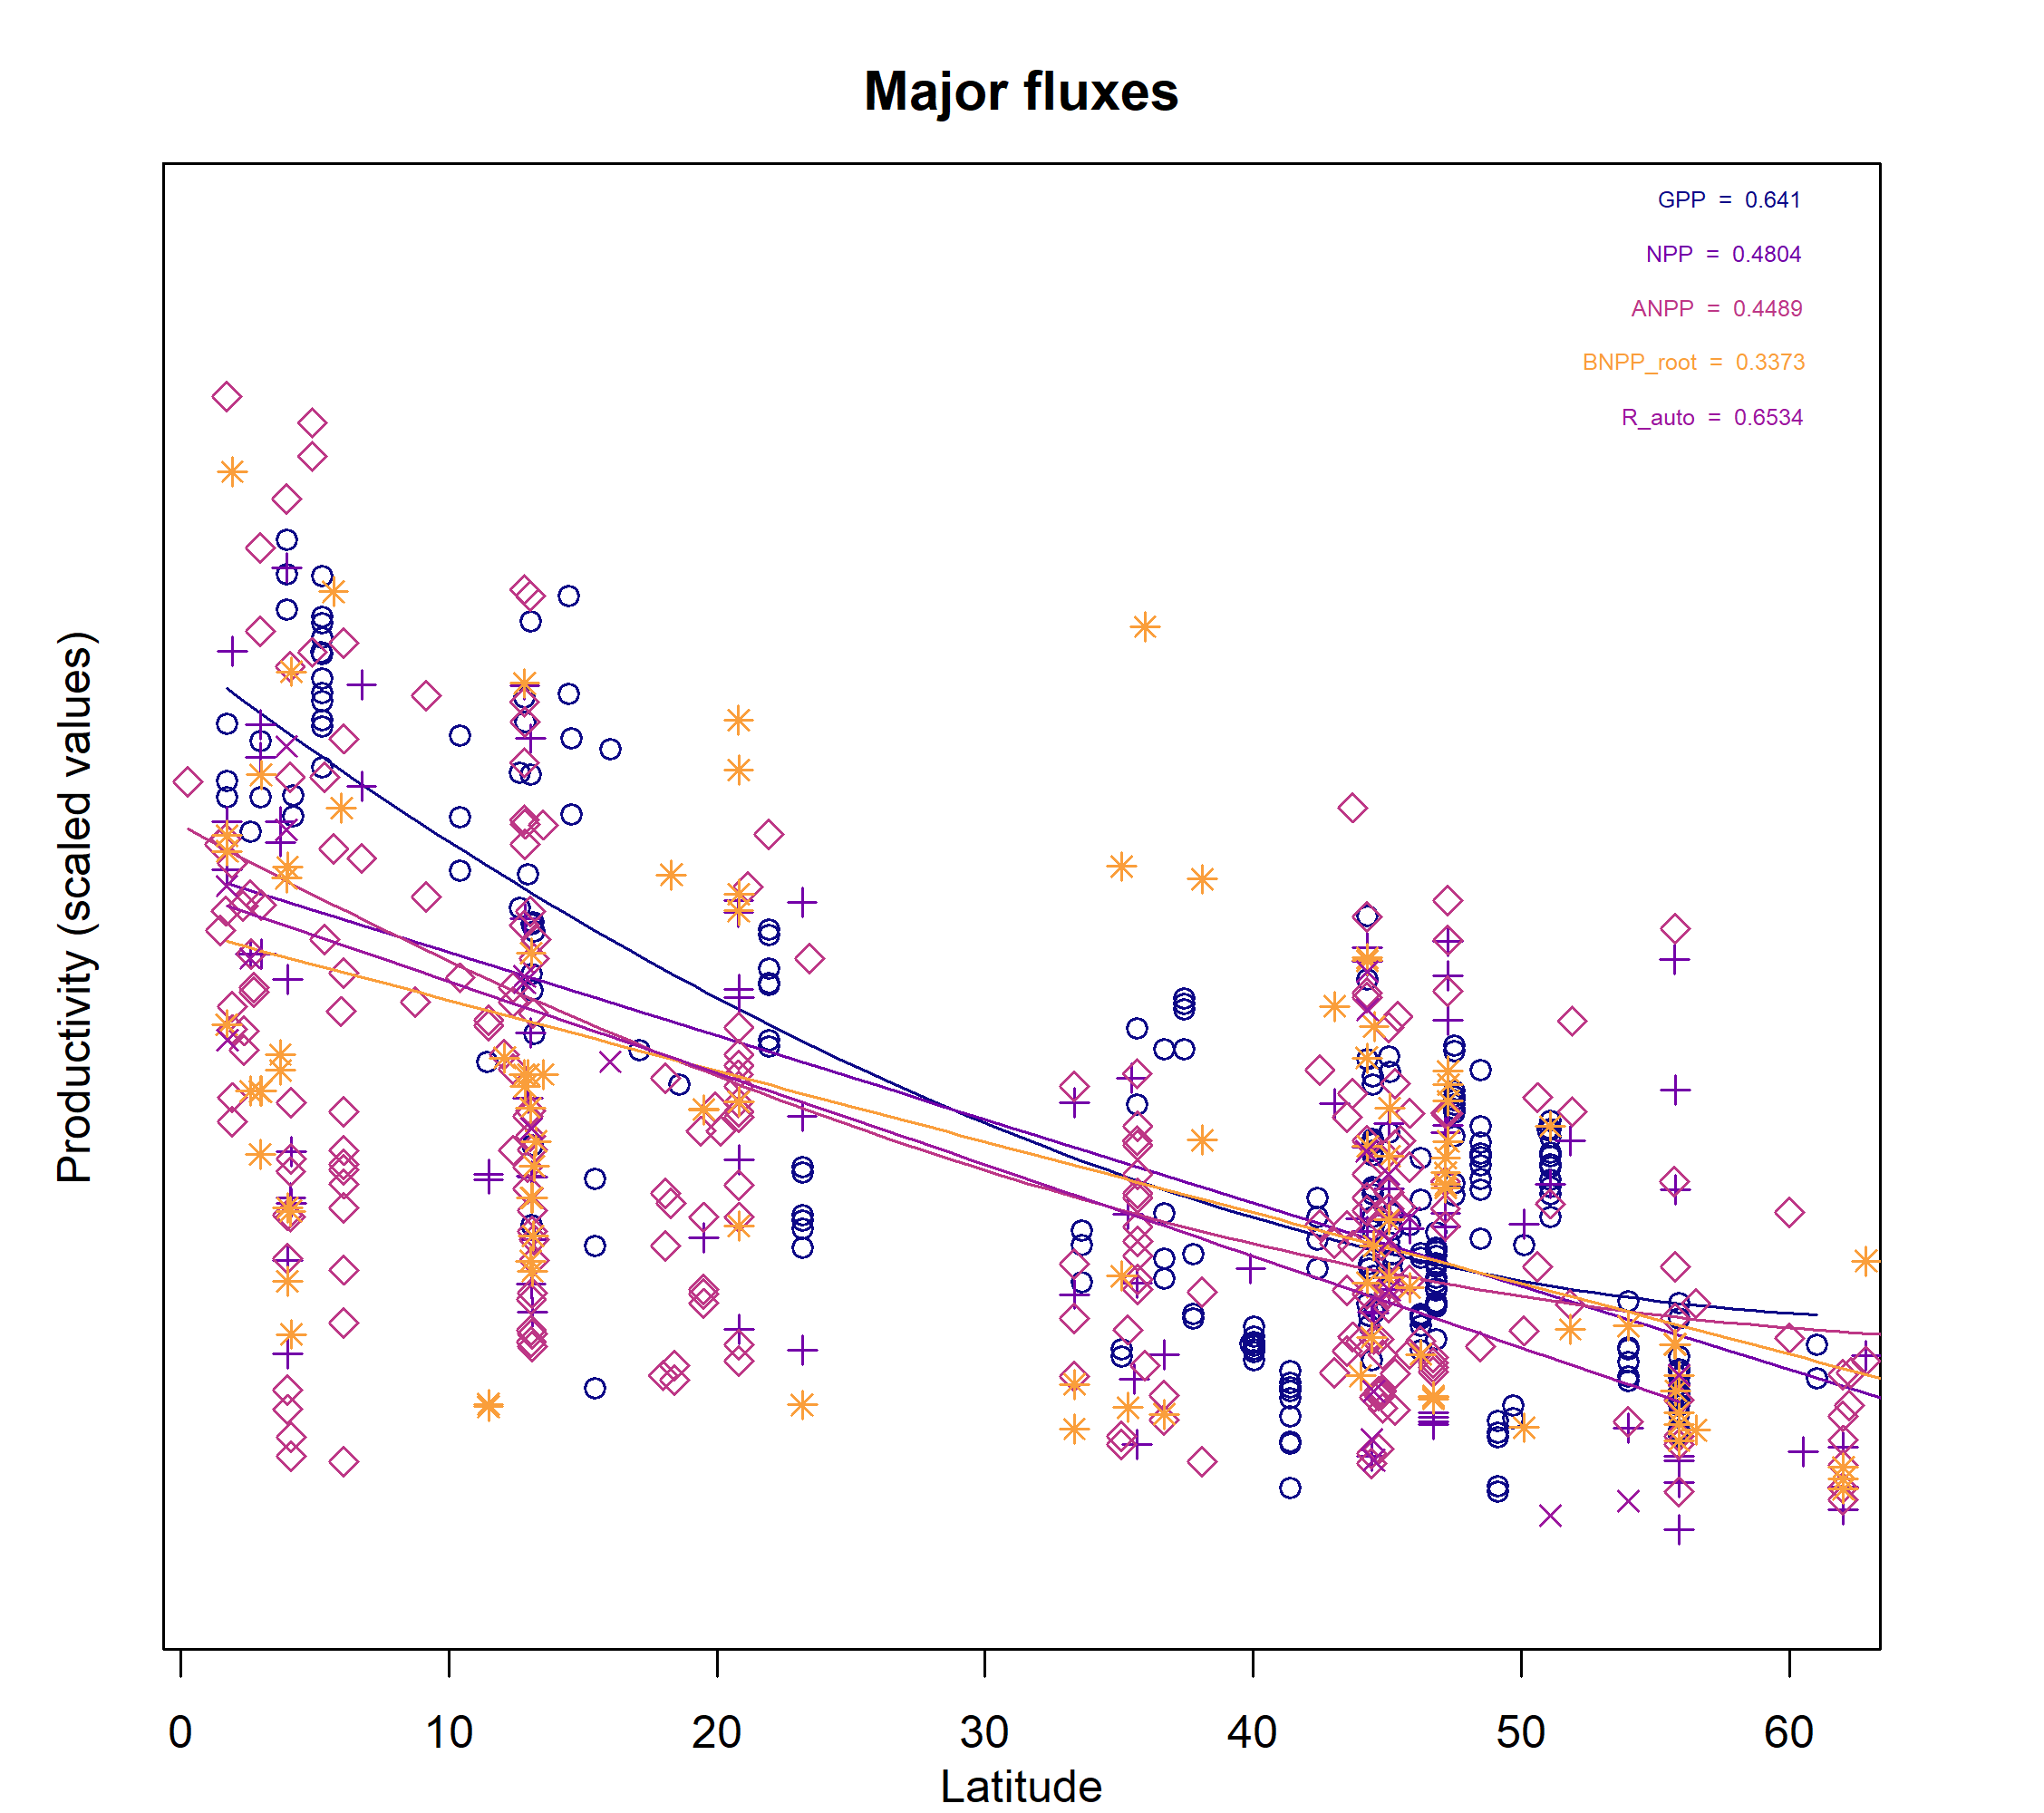 Major fluxes
GPP = 0.641
NPP = 0.4804
ANPP = 0.4489
BNPP_root = 0.3373
R_auto = 0.6534
Productivity (scaled values)
0 10 20 30 40 50 60
Latitude